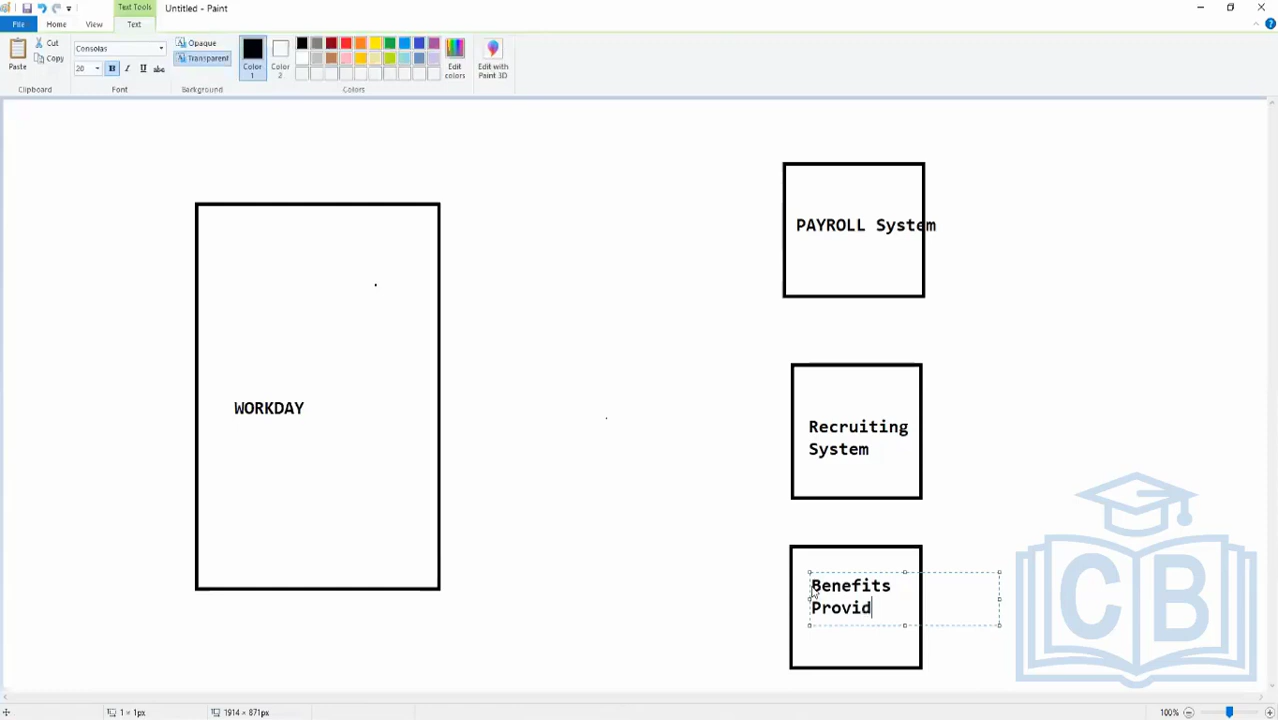 Untitled - Paint
Text Tools
File
Home
View
Text
Paste
Cut
Copy
Clipboard
Consolas
20
B
I
U
abc
Font
Opaque
Transparent
Background
Color 1
Color 2
Edit colors
Colors
Edit with Paint 3D
PAYROLL System
WORKDAY
Recruiting
System
Benefits
Provid
CB
1 × 1px
1914 × 871px
100%